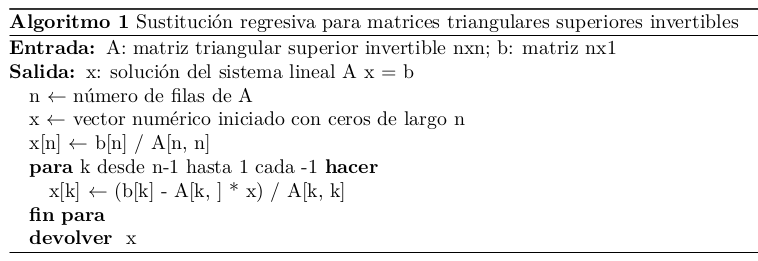 Algoritmo 1 Sustitución regresiva para matrices triangulares superiores invertibles
Entrada: A: matriz triangular superior invertible nxn; b: matriz nx1
Salida: x: solución del sistema lineal A x = b
n ← número de filas de A
x ← vector numérico iniciado con ceros de largo n
x[n] ← b[n] / A[n, n]
para k desde n-1 hasta 1 cada -1 hacer
x[k] ← (b[k] - A[k, ] * x) / A[k, k]
fin para
devolver x